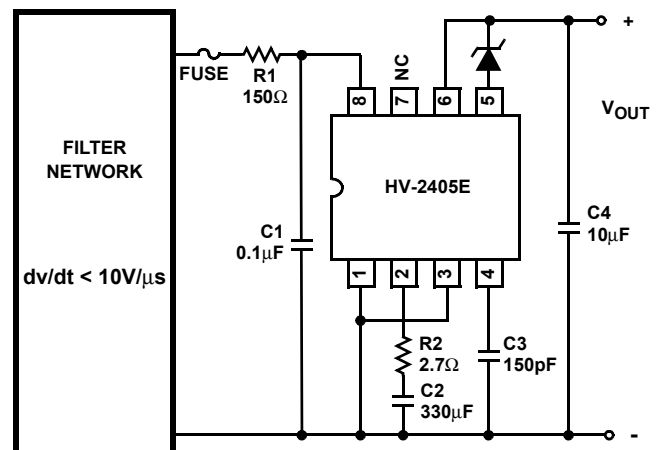 FILTER
NETWORK
dv/dt < 10V/μs
FUSE
R1
150Ω
C1
0.1μF
8
NC
7
6
5
HV-2405E
1
2
3
4
R2
2.7Ω
C2
330μF
C3
150pF
+
VOUT
C4
10μF
-